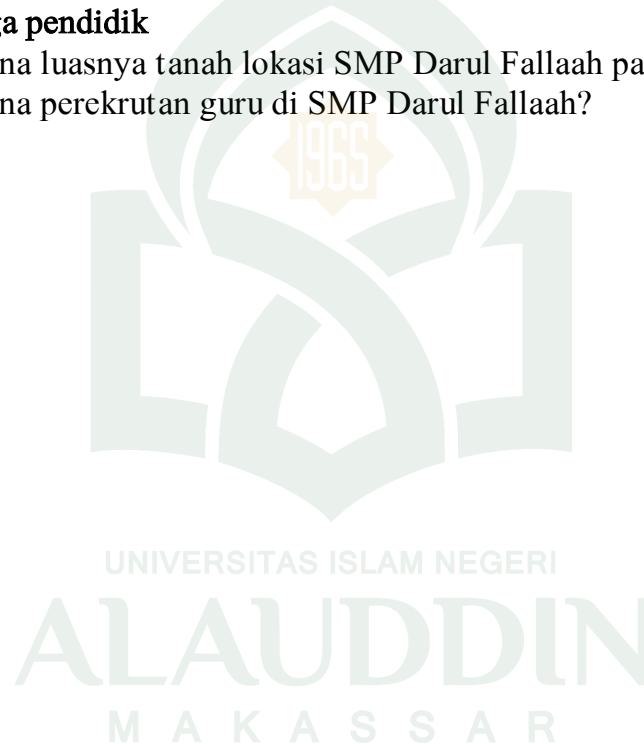 ga pendidik
na luasnya tanah lokasi SMP Darul Fallaah pa
na perekrutan guru di SMP Darul Fallaah?
1965
UNIVERSITAS ISLAM NEGERI
ALAUDDIN
MAKASSAR